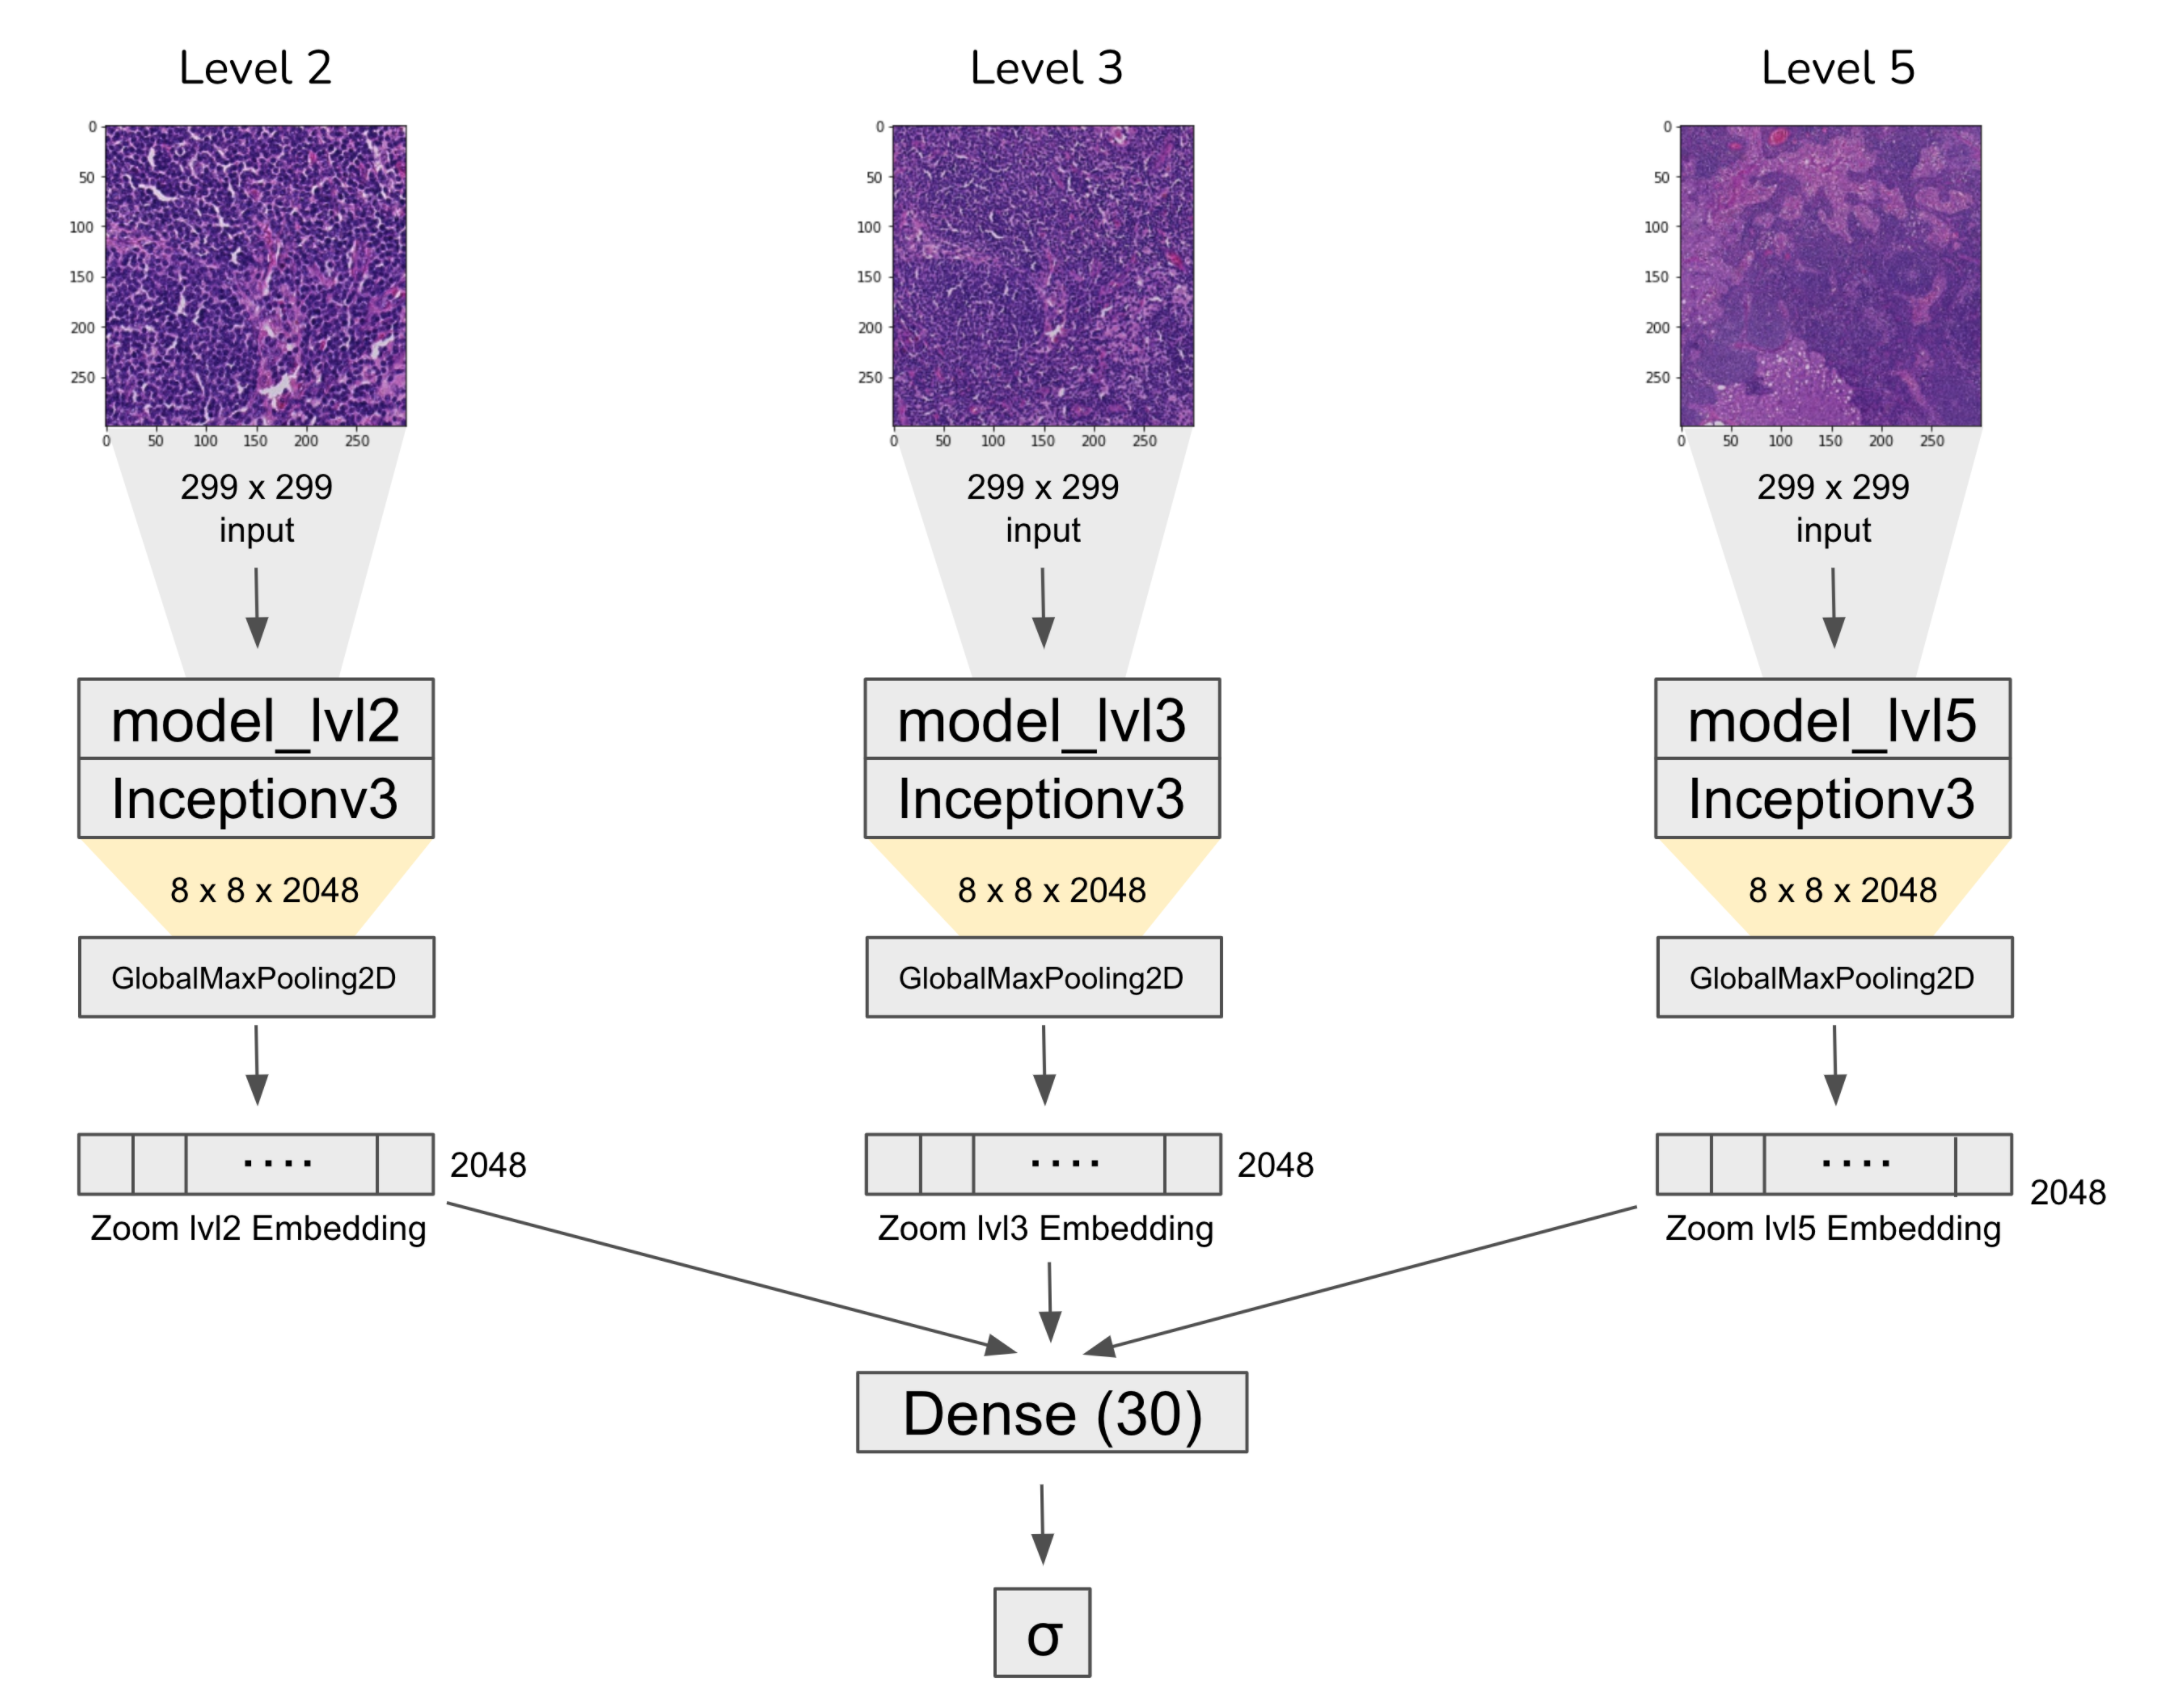 Level 2
Level 3
Level 5
0
50
100
150
200
250
0 50 100 150 200 250
0
50
100
150
200
250
0 50 100 150 200 250
0
50
100
150
200
250
0 50 100 150 200 250
299 x 299
input
299 x 299
input
299 x 299
input
model_lvl2
Inceptionv3
model_lvl3
Inceptionv3
model_lvl5
Inceptionv3
8 x 8 x 2048
8 x 8 x 2048
8 x 8 x 2048
GlobalMaxPooling2D
GlobalMaxPooling2D
GlobalMaxPooling2D
....
2048
....
2048
....
2048
Zoom lvl2 Embedding
Zoom lvl3 Embedding
Zoom lvl5 Embedding
Dense (30)
σ